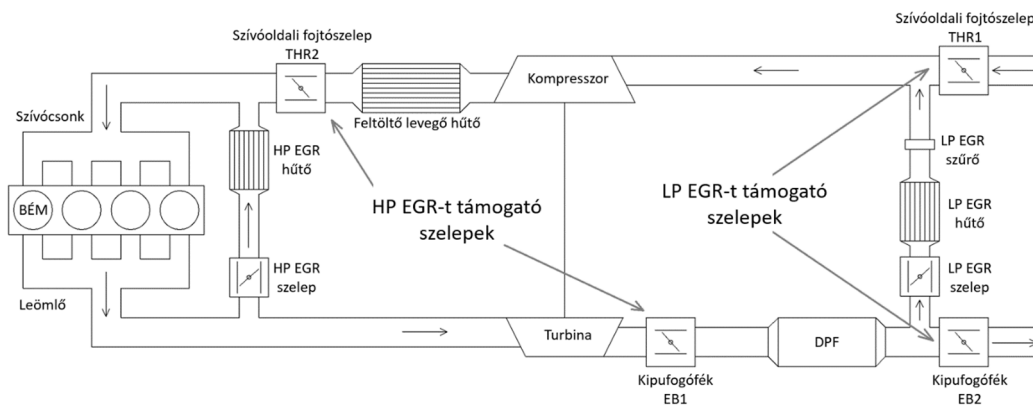 Szívóoldali fojtószelep
THR2
Szívóoldali fojtószelep
THR1
Kompresszor
Szívócsonk
Feltöltő levegő hűtő
HP EGR
hűtő
LP EGR
szűrő
BÉM
HP EGR-t támogató
szelepek
LP EGR-t támogató
szelepek
LP EGR
hűtő
HP EGR
szelep
LP EGR
szelep
Leömlő
Turbina
DPF
Kipufogófék
EB1
Kipufogófék
EB2